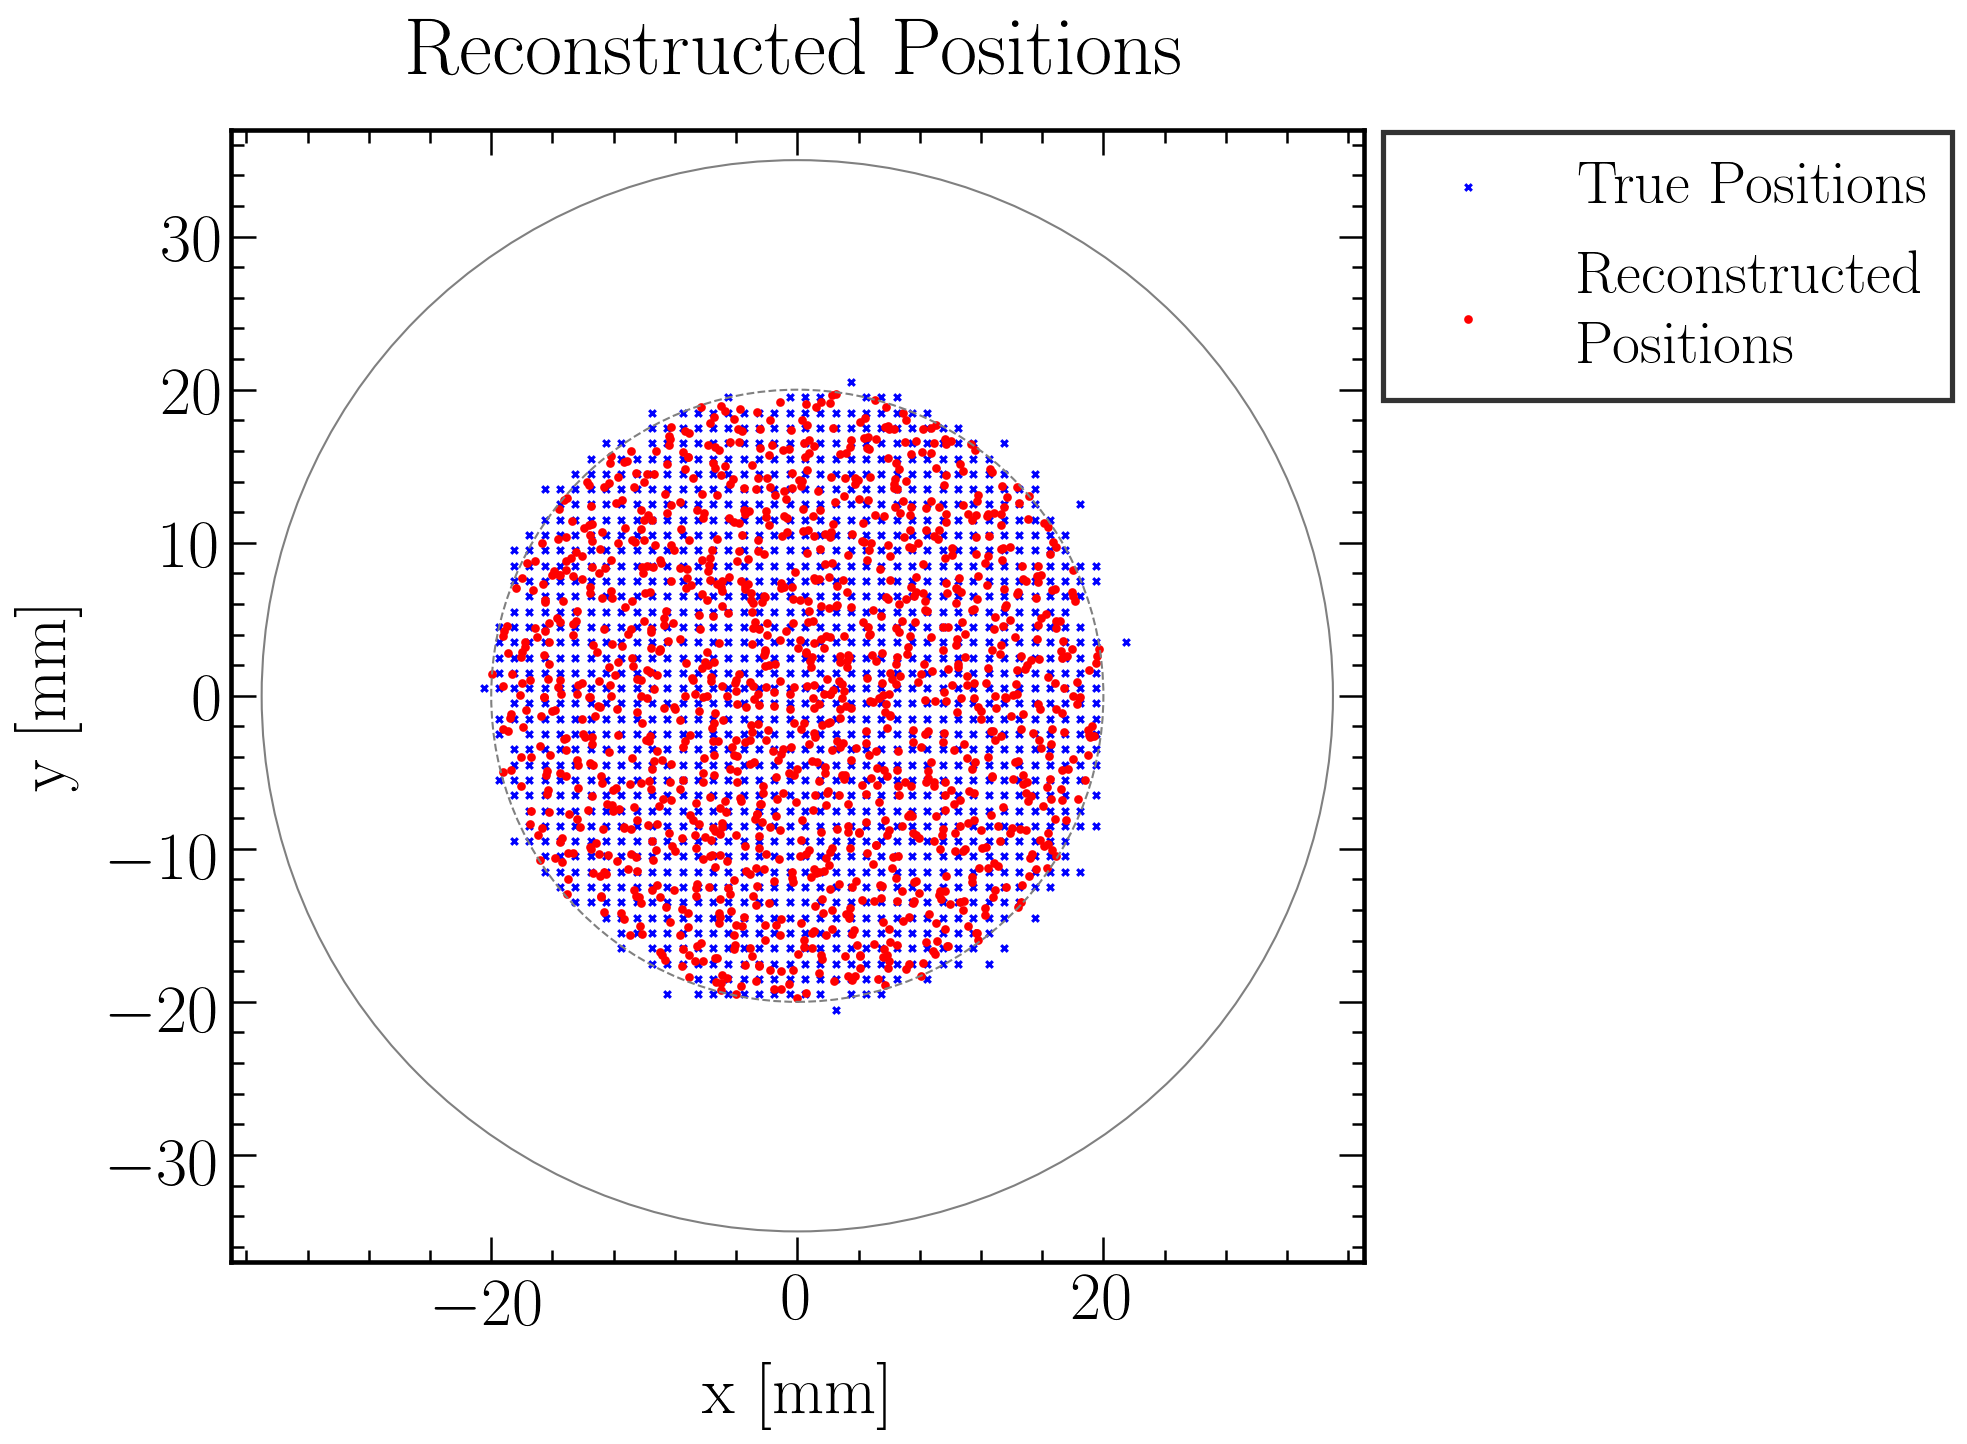 Reconstructed Positions
True Positions
Reconstructed
Positions
30
20
10
0
−10
−20
−30
y [mm]
−20 0 20
x [mm]